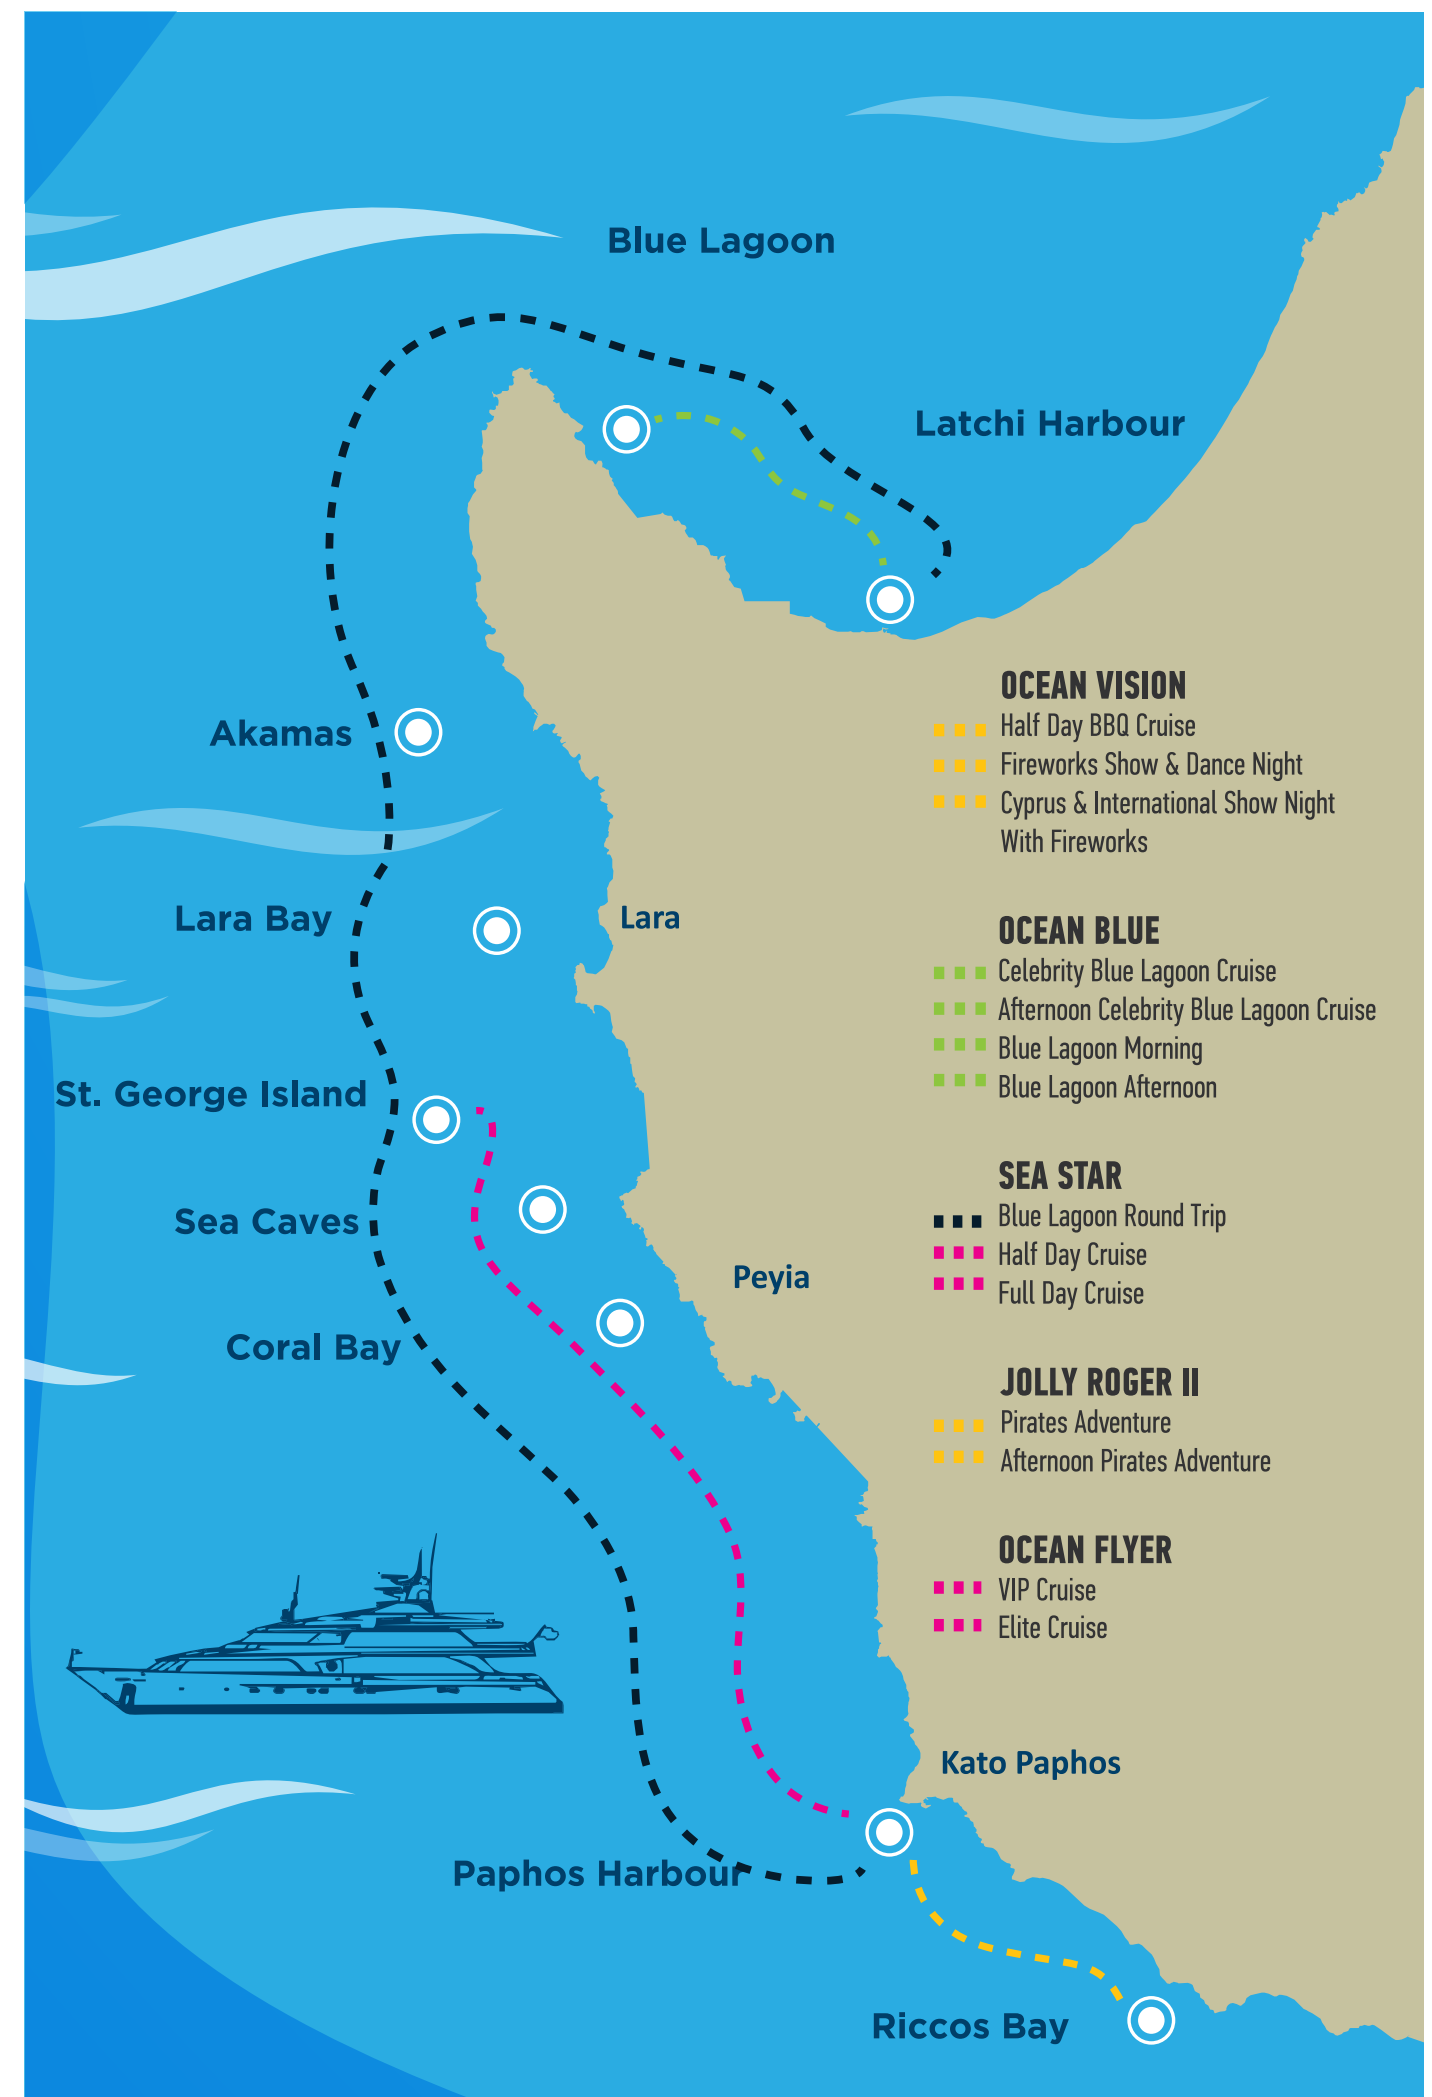 Blue Lagoon
Latchi Harbour
Akamas
Lara Bay
Lara
St. George Island
Sea Caves
Peyia
Coral Bay
Kato Paphos
Paphos Harbour
Riccos Bay
OCEAN VISION
Half Day BBQ Cruise
Fireworks Show & Dance Night
Cyprus & International Show Night
With Fireworks
OCEAN BLUE
Celebrity Blue Lagoon Cruise
Afternoon Celebrity Blue Lagoon Cruise
Blue Lagoon Morning
Blue Lagoon Afternoon
SEA STAR
Blue Lagoon Round Trip
Half Day Cruise
Full Day Cruise
JOLLY ROGER II
Pirates Adventure
Afternoon Pirates Adventure
OCEAN FLYER
VIP Cruise
Elite Cruise